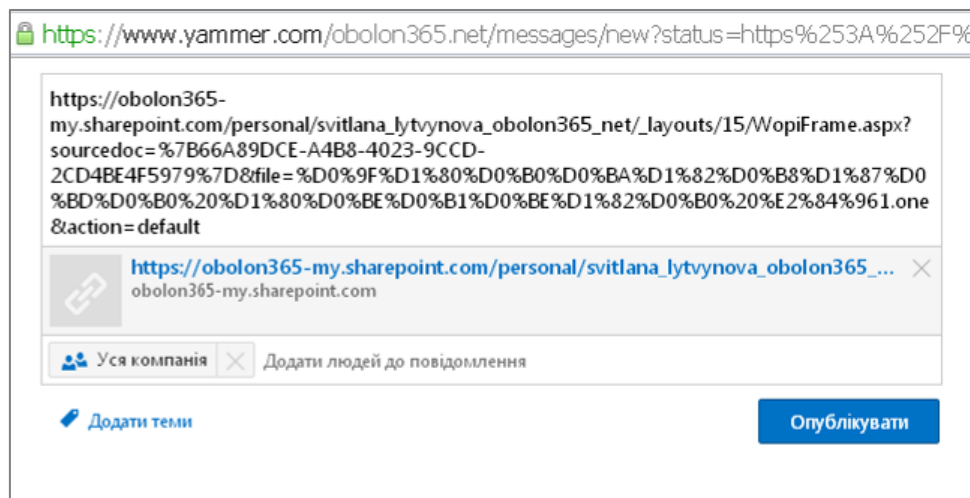 https://www.yammer.com/obolon365.net/messages/new?status=https%253A%252F%
https://obolon365-
my.sharepoint.com/personal/svitlana_lytvynova_obolon365_net/_layouts/15/WopiFrame.aspx?
sourcedoc=%7B66A89DCE-A4B8-4023-9CCD-
2CD4BE4F5979%7D&file=%D0%9F%D1%80%D0%B0%D0%BA%D1%82%D0%B8%D1%87%D0
%BD%D0%B0%20%D1%80%D0%BE%D0%B1%D0%BE%D1%82%D0%B0%20%E2%84%961.one
&action=default
https://obolon365-my.sharepoint.com/personal/svitlana_lytvynova_obolon365_...
obolon365-my.sharepoint.com
Уся компанія Додати людей до повідомлення
Додати теми Опублікувати